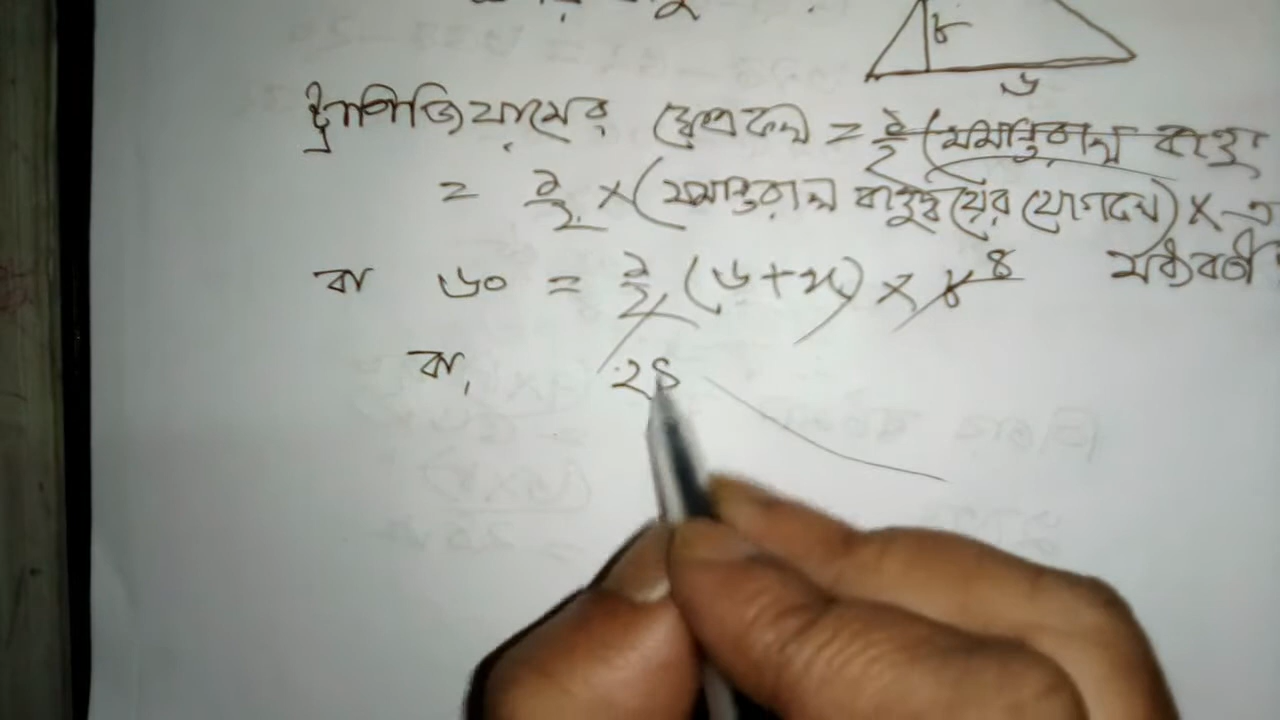 ৮
৬
ট্রাপিজিয়ামের ক্ষেত্রফল = ১/২ (সমান্তরাল বাহু
= ১/২ × (সমান্তরাল বাহুদ্বয়ের যোগফল) ×
বা ৬০ = ১/২ (৬+x) × ৮ ৪ মধ্যবর্তী
বা, ২৪